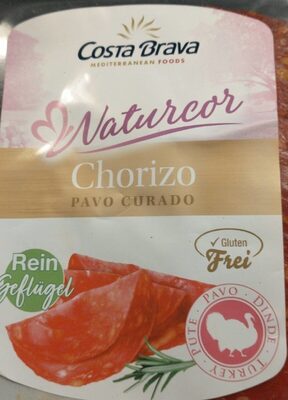 COSTA BRAVA
MEDITERRANEAN FOODS
Naturcor
Chorizo
PAVO CURADO
Gluten
Frei
Rein
Geflügel
PUTE · PAVO · DINDE · TURKEY ·